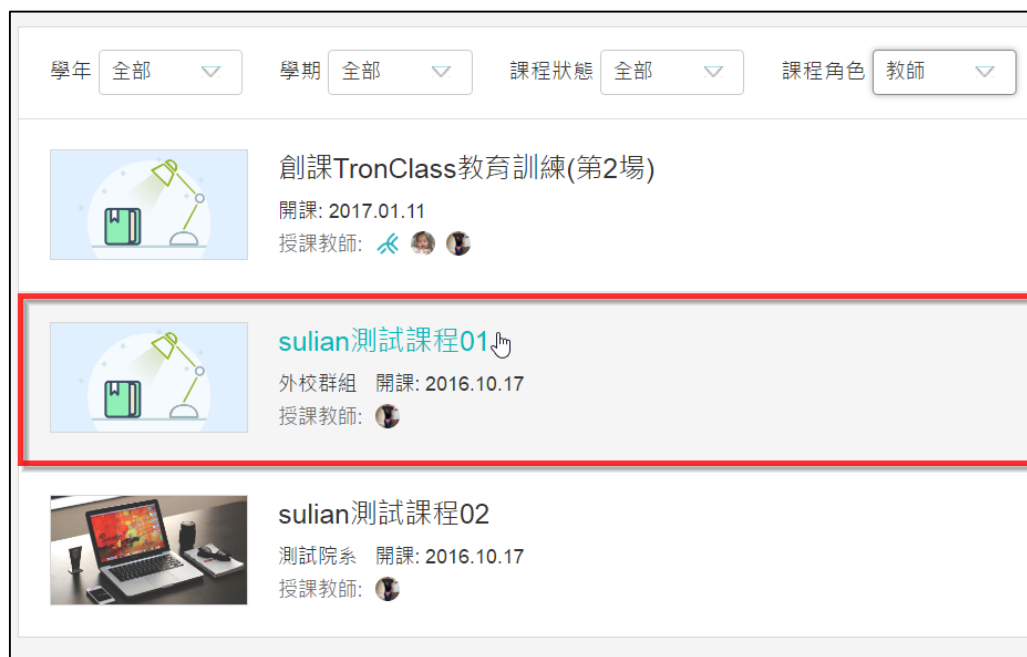 學年 全部 學期 全部 課程狀態 全部 課程角色 教師
創課TronClass教育訓練(第2場)
開課: 2017.01.11
授課教師:
sulian測試課程01
外校群組 開課: 2016.10.17
授課教師:
sulian測試課程02
測試院系 開課: 2016.10.17
授課教師: